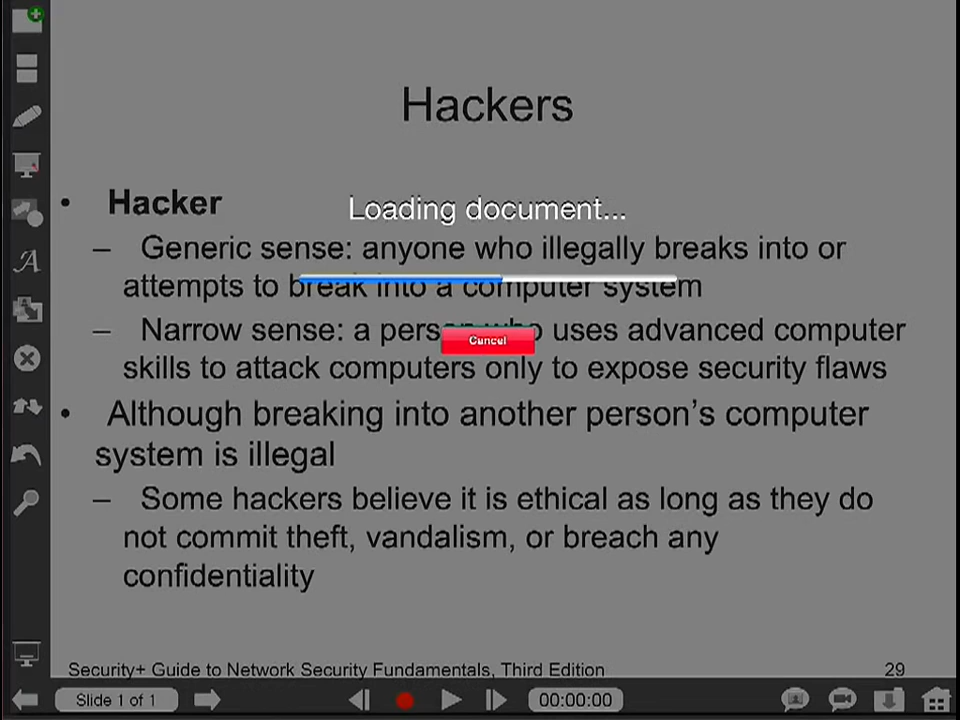 Hackers
• Hacker
Loading document...
– Generic sense: anyone who illegally breaks into or
attempts to break into a computer system
– Narrow sense: a person who uses advanced computer
Cancel
skills to attack computers only to expose security flaws
• Although breaking into another person’s computer
system is illegal
– Some hackers believe it is ethical as long as they do
not commit theft, vandalism, or breach any
confidentiality
Security+ Guide to Network Security Fundamentals, Third Edition
29
Slide 1 of 1
00:00:00